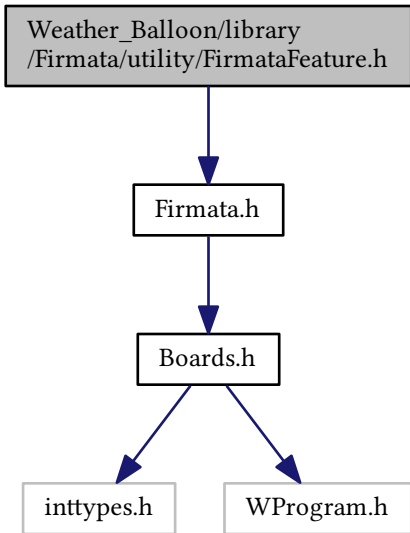 Weather_Balloon/library
/Firmata/utility/FirmataFeature.h
Firmata.h
Boards.h
inttypes.h
WProgram.h